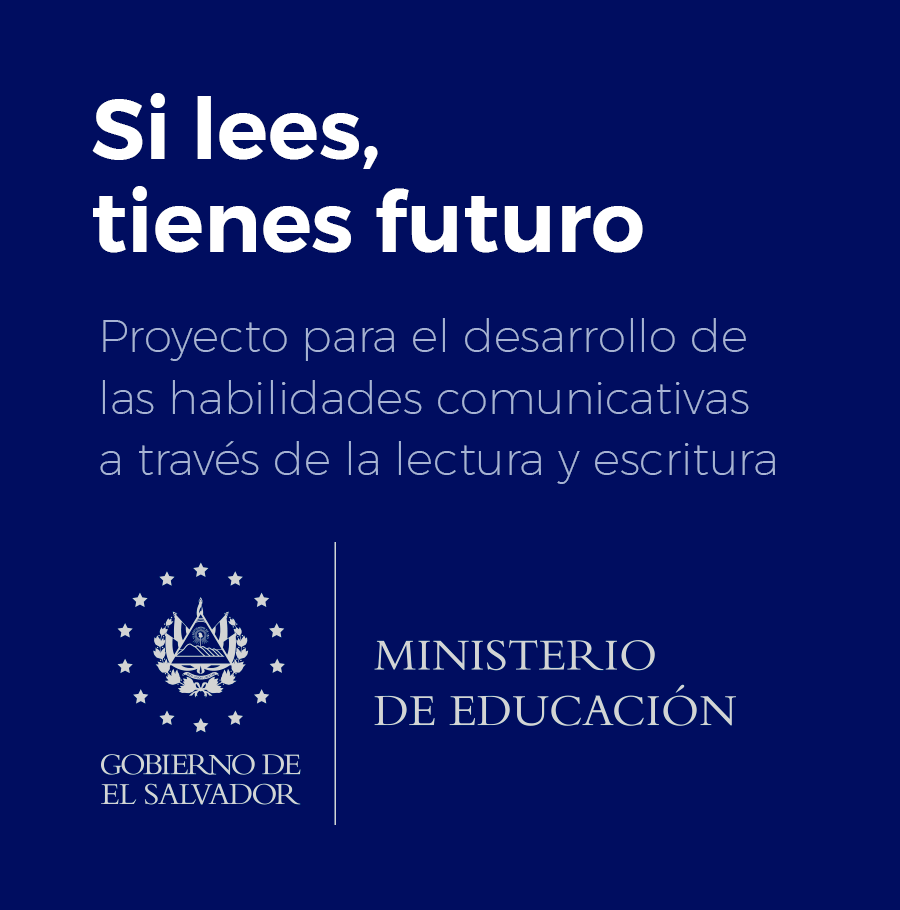 Si lees,
tienes futuro
Proyecto para el desarrollo de
las habilidades comunicativas
a través de la lectura y escritura
MINISTERIO
DE EDUCACIÓN
GOBIERNO DE
EL SALVADOR